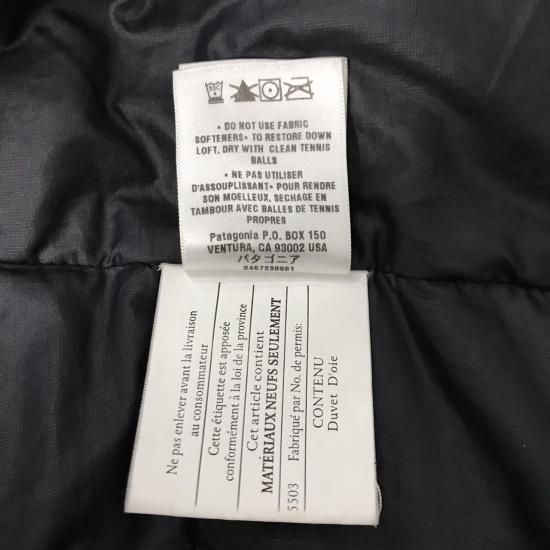 • DO NOT USE FABRIC
SOFTENERS• TO RESTORE DOWN
LOFT, DRY WITH CLEAN TENNIS
BALLS
• NE PAS UTILISER
D'ASSOUPLISSANT• POUR RENDRE
SON MOELLEUX, SECHAGE EN
TAMBOUR AVEC BALLES DE TENNIS
PROPRES
Patagonia P.O. BOX 150
VENTURA, CA 93002 USA
パタゴニア
0467238661
Ne pas enlever avant la livraison
au consommateur
Cette étiquette est apposée
conformément à la loi de la province
Cet article contient
MATÉRIAUX NEUFS SEULEMENT
Fabriqué par No. de permis:
5503
CONTENU
Duvet D'oie